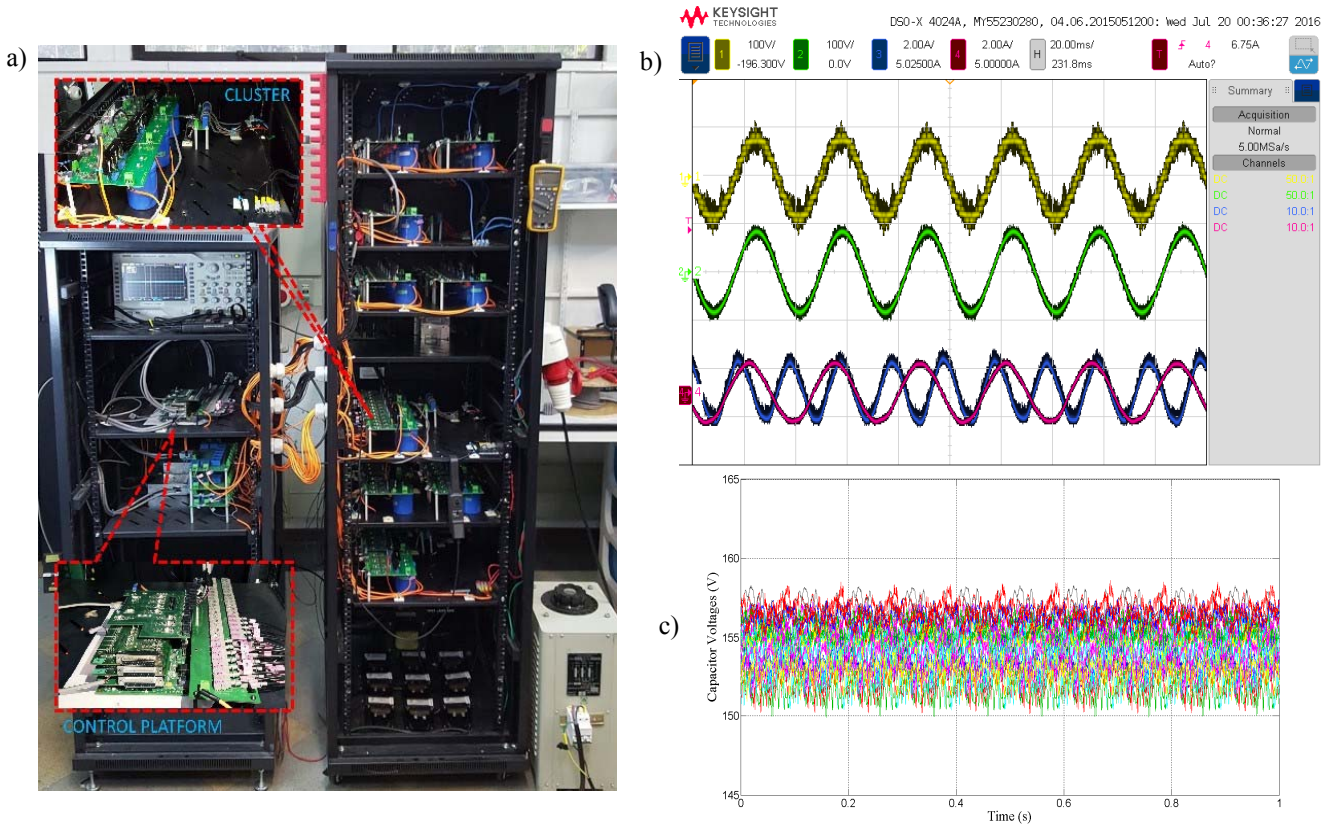 a)
CLUSTER
CONTROL PLATFORM
b)
KEYSIGHT
TECHNOLOGIES
DSO-X 4024A, MY55230280, 04.06.2015051200: Wed Jul 20 00:36:27 2016
1 100V/ 2 100V/ 3 2.00A/ 4 2.00A/ H 20.00ms/ T 4 6.75A
-196.300V 0.0V 5.02500A 5.00000A 231.8ms Auto?
Summary
Acquisition
Normal
5.00MSa/s
Channels
DC 50.0:1
DC 50.0:1
DC 10.0:1
DC 10.0:1
T
2 2
4
c)
Capacitor Voltages (V)
165
160
155
150
145
0 0.2 0.4 0.6 0.8 1
Time (s)